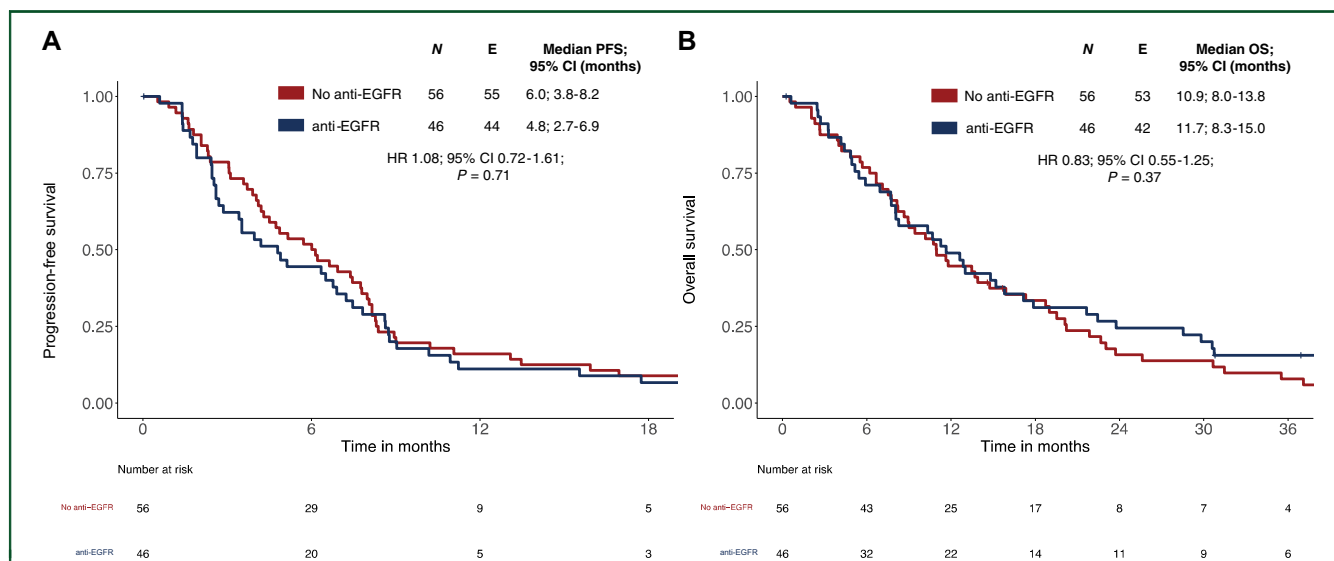 A
N E Median PFS;
95% CI (months)
No anti-EGFR 56 55 6.0; 3.8-8.2
anti-EGFR 46 44 4.8; 2.7-6.9
HR 1.08; 95% CI 0.72-1.61;
P = 0.71
1.00
0.75
0.50
0.25
0.00
Progression-free survival
0 6 12 18
Time in months
Number at risk
No anti-EGFR 56 29 9 5
anti-EGFR 46 20 5 3
B
N E Median OS;
95% CI (months)
No anti-EGFR 56 53 10.9; 8.0-13.8
anti-EGFR 46 42 11.7; 8.3-15.0
HR 0.83; 95% CI 0.55-1.25;
P = 0.37
1.00
0.75
0.50
0.25
0.00
Overall survival
0 6 12 18 24 30 36
Time in months
Number at risk
No anti-EGFR 56 43 25 17 8 7 4
anti-EGFR 46 32 22 14 11 9 6